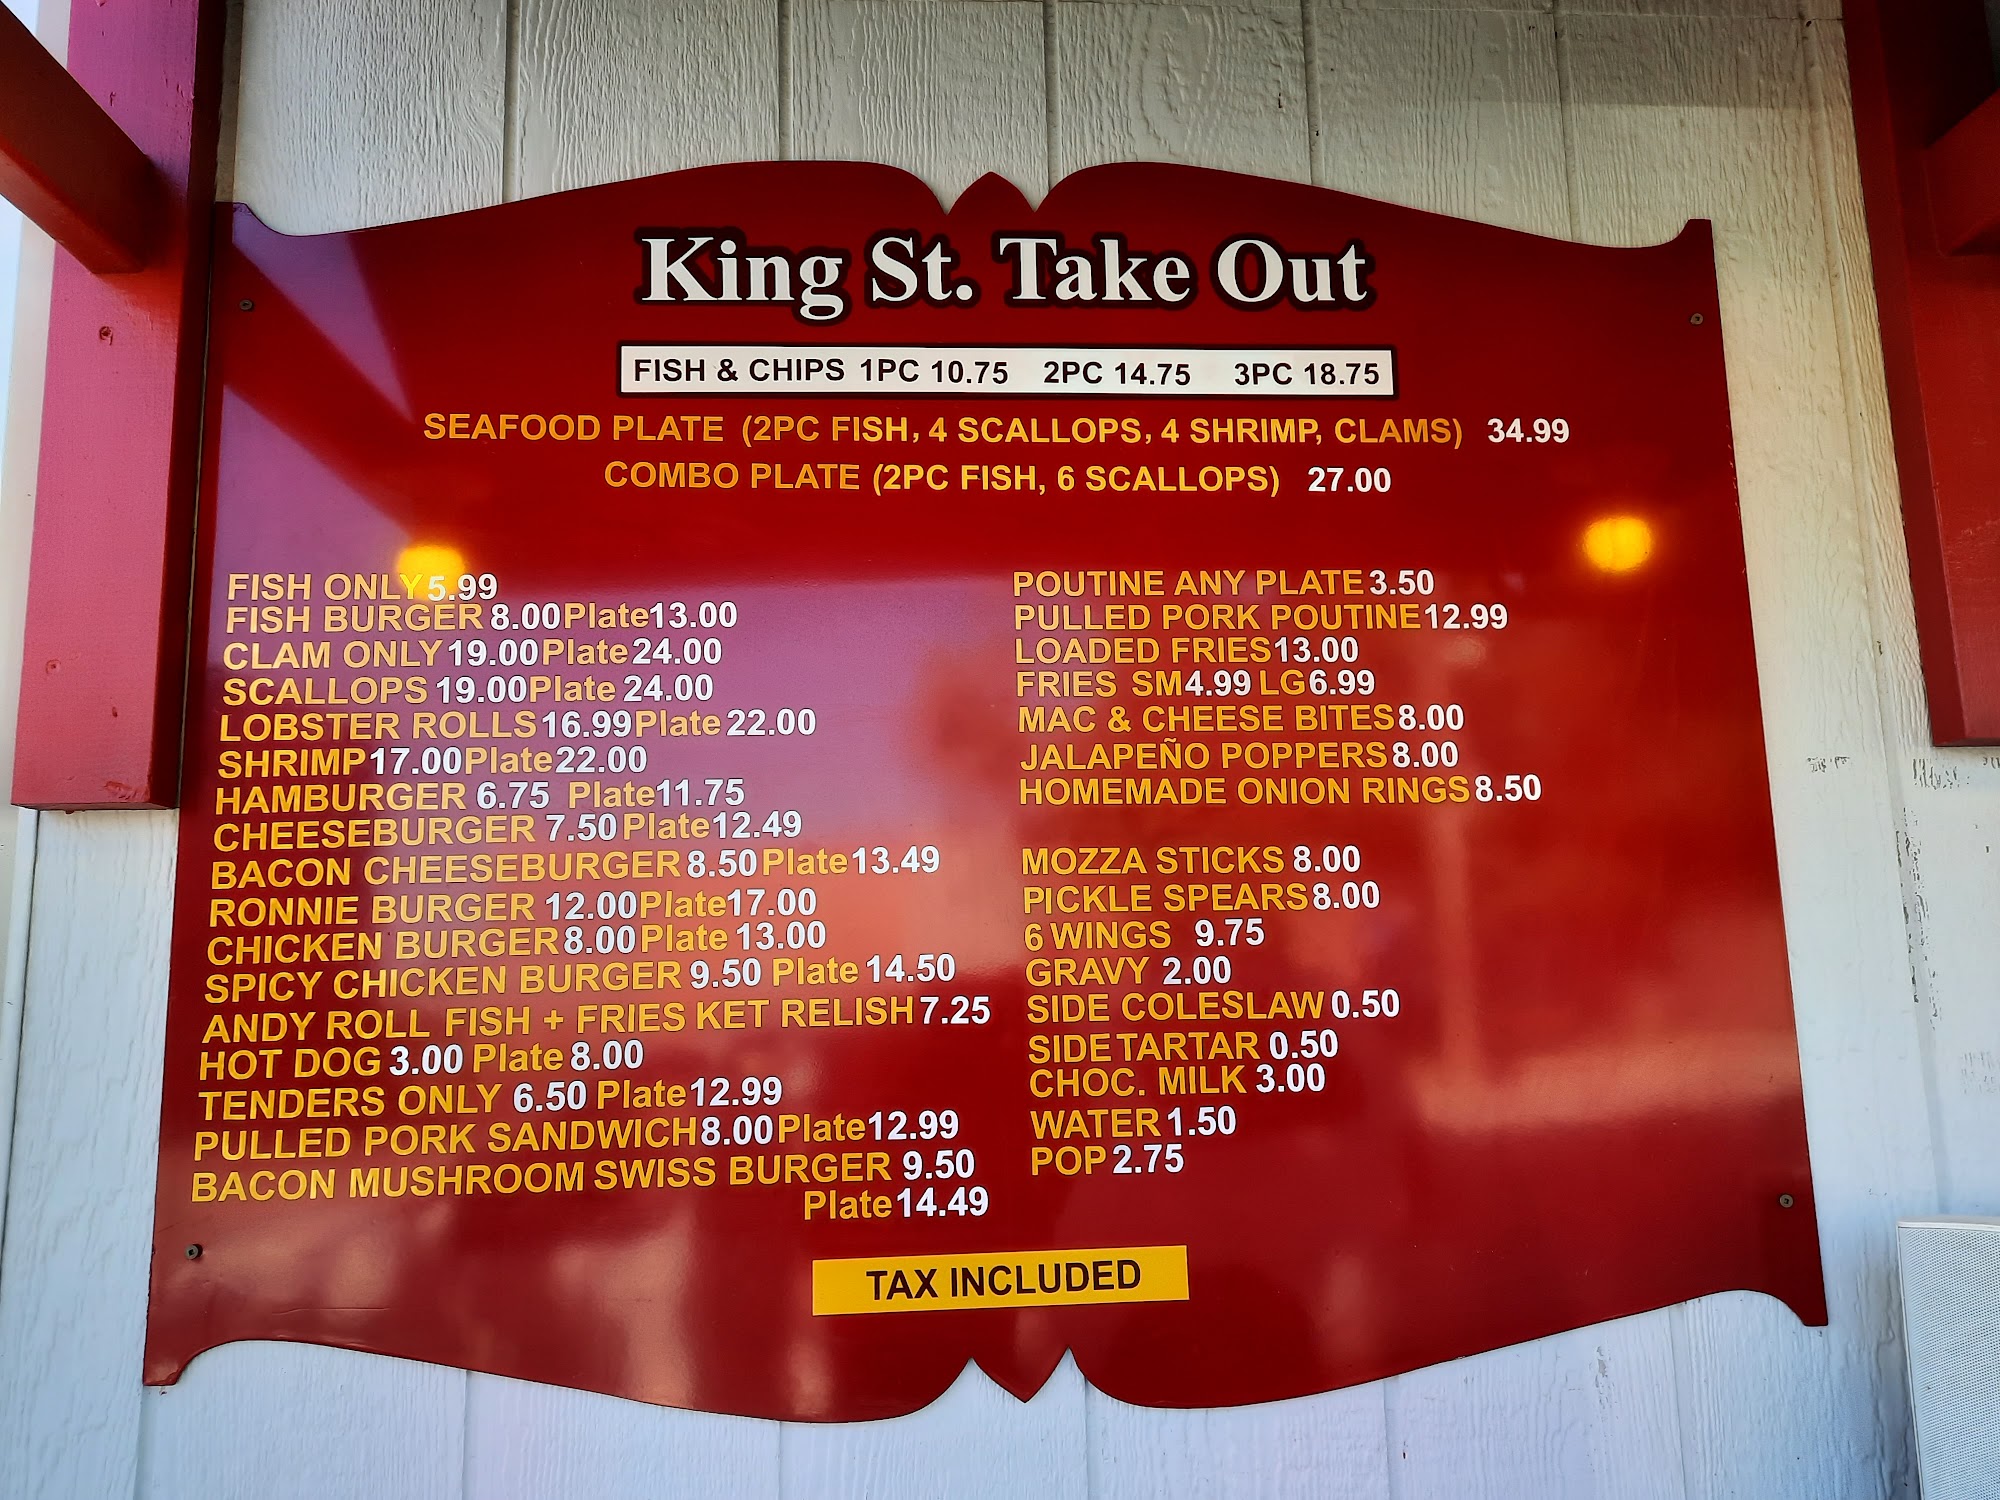 King St. Take Out
FISH & CHIPS 1PC 10.75 2PC 14.75 3PC 18.75
SEAFOOD PLATE (2PC FISH, 4 SCALLOPS, 4 SHRIMP, CLAMS) 34.99
COMBO PLATE (2PC FISH, 6 SCALLOPS) 27.00
FISH ONLY 5.99
FISH BURGER 8.00 Plate 13.00
CLAM ONLY 19.00 Plate 24.00
SCALLOPS 19.00 Plate 24.00
LOBSTER ROLLS 16.99 Plate 22.00
SHRIMP 17.00 Plate 22.00
HAMBURGER 6.75 Plate 11.75
CHEESEBURGER 7.50 Plate 12.49
BACON CHEESEBURGER 8.50 Plate 13.49
RONNIE BURGER 12.00 Plate 17.00
CHICKEN BURGER 8.00 Plate 13.00
SPICY CHICKEN BURGER 9.50 Plate 14.50
ANDY ROLL FISH + FRIES KET RELISH 7.25
HOT DOG 3.00 Plate 8.00
TENDERS ONLY 6.50 Plate 12.99
PULLED PORK SANDWICH 8.00 Plate 12.99
BACON MUSHROOM SWISS BURGER 9.50
Plate 14.49
POUTINE ANY PLATE 3.50
PULLED PORK POUTINE 12.99
LOADED FRIES 13.00
FRIES SM 4.99 LG 6.99
MAC & CHEESE BITES 8.00
JALAPEÑO POPPERS 8.00
HOMEMADE ONION RINGS 8.50
MOZZA STICKS 8.00
PICKLE SPEARS 8.00
6 WINGS 9.75
GRAVY 2.00
SIDE COLESLAW 0.50
SIDE TARTAR 0.50
CHOC. MILK 3.00
WATER 1.50
POP 2.75
TAX INCLUDED